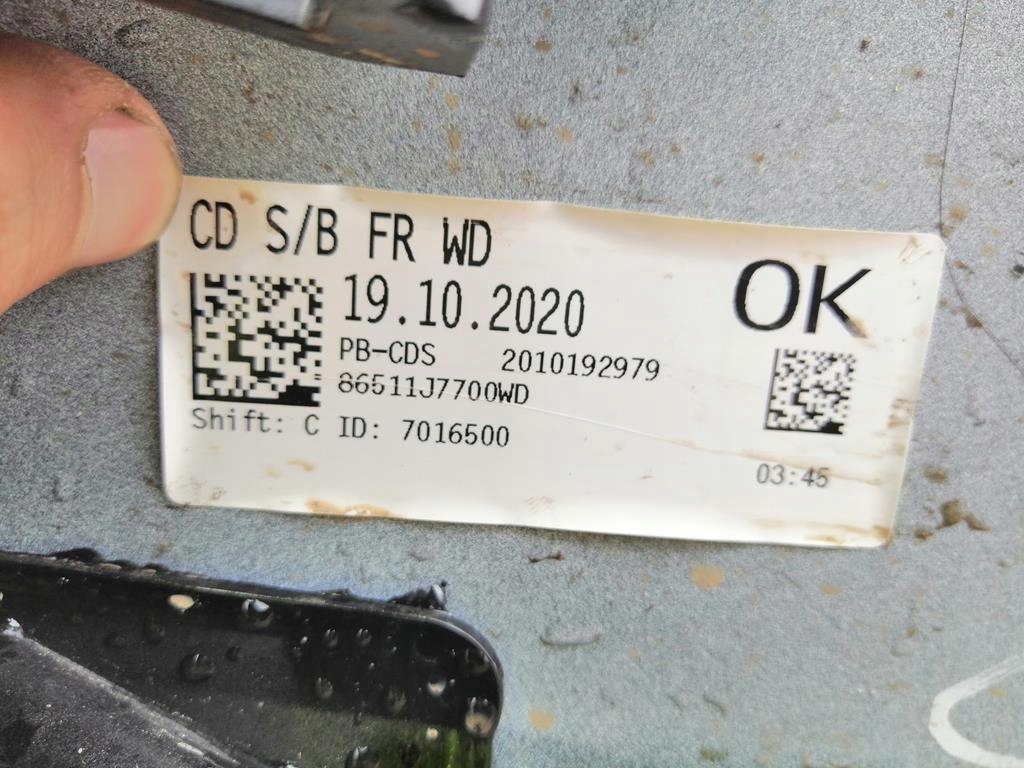 CD S/B FR WD
OK
19.10.2020
PB-CDS 2010192979
86511J7700WD
Shift: C ID: 7016500
03:45